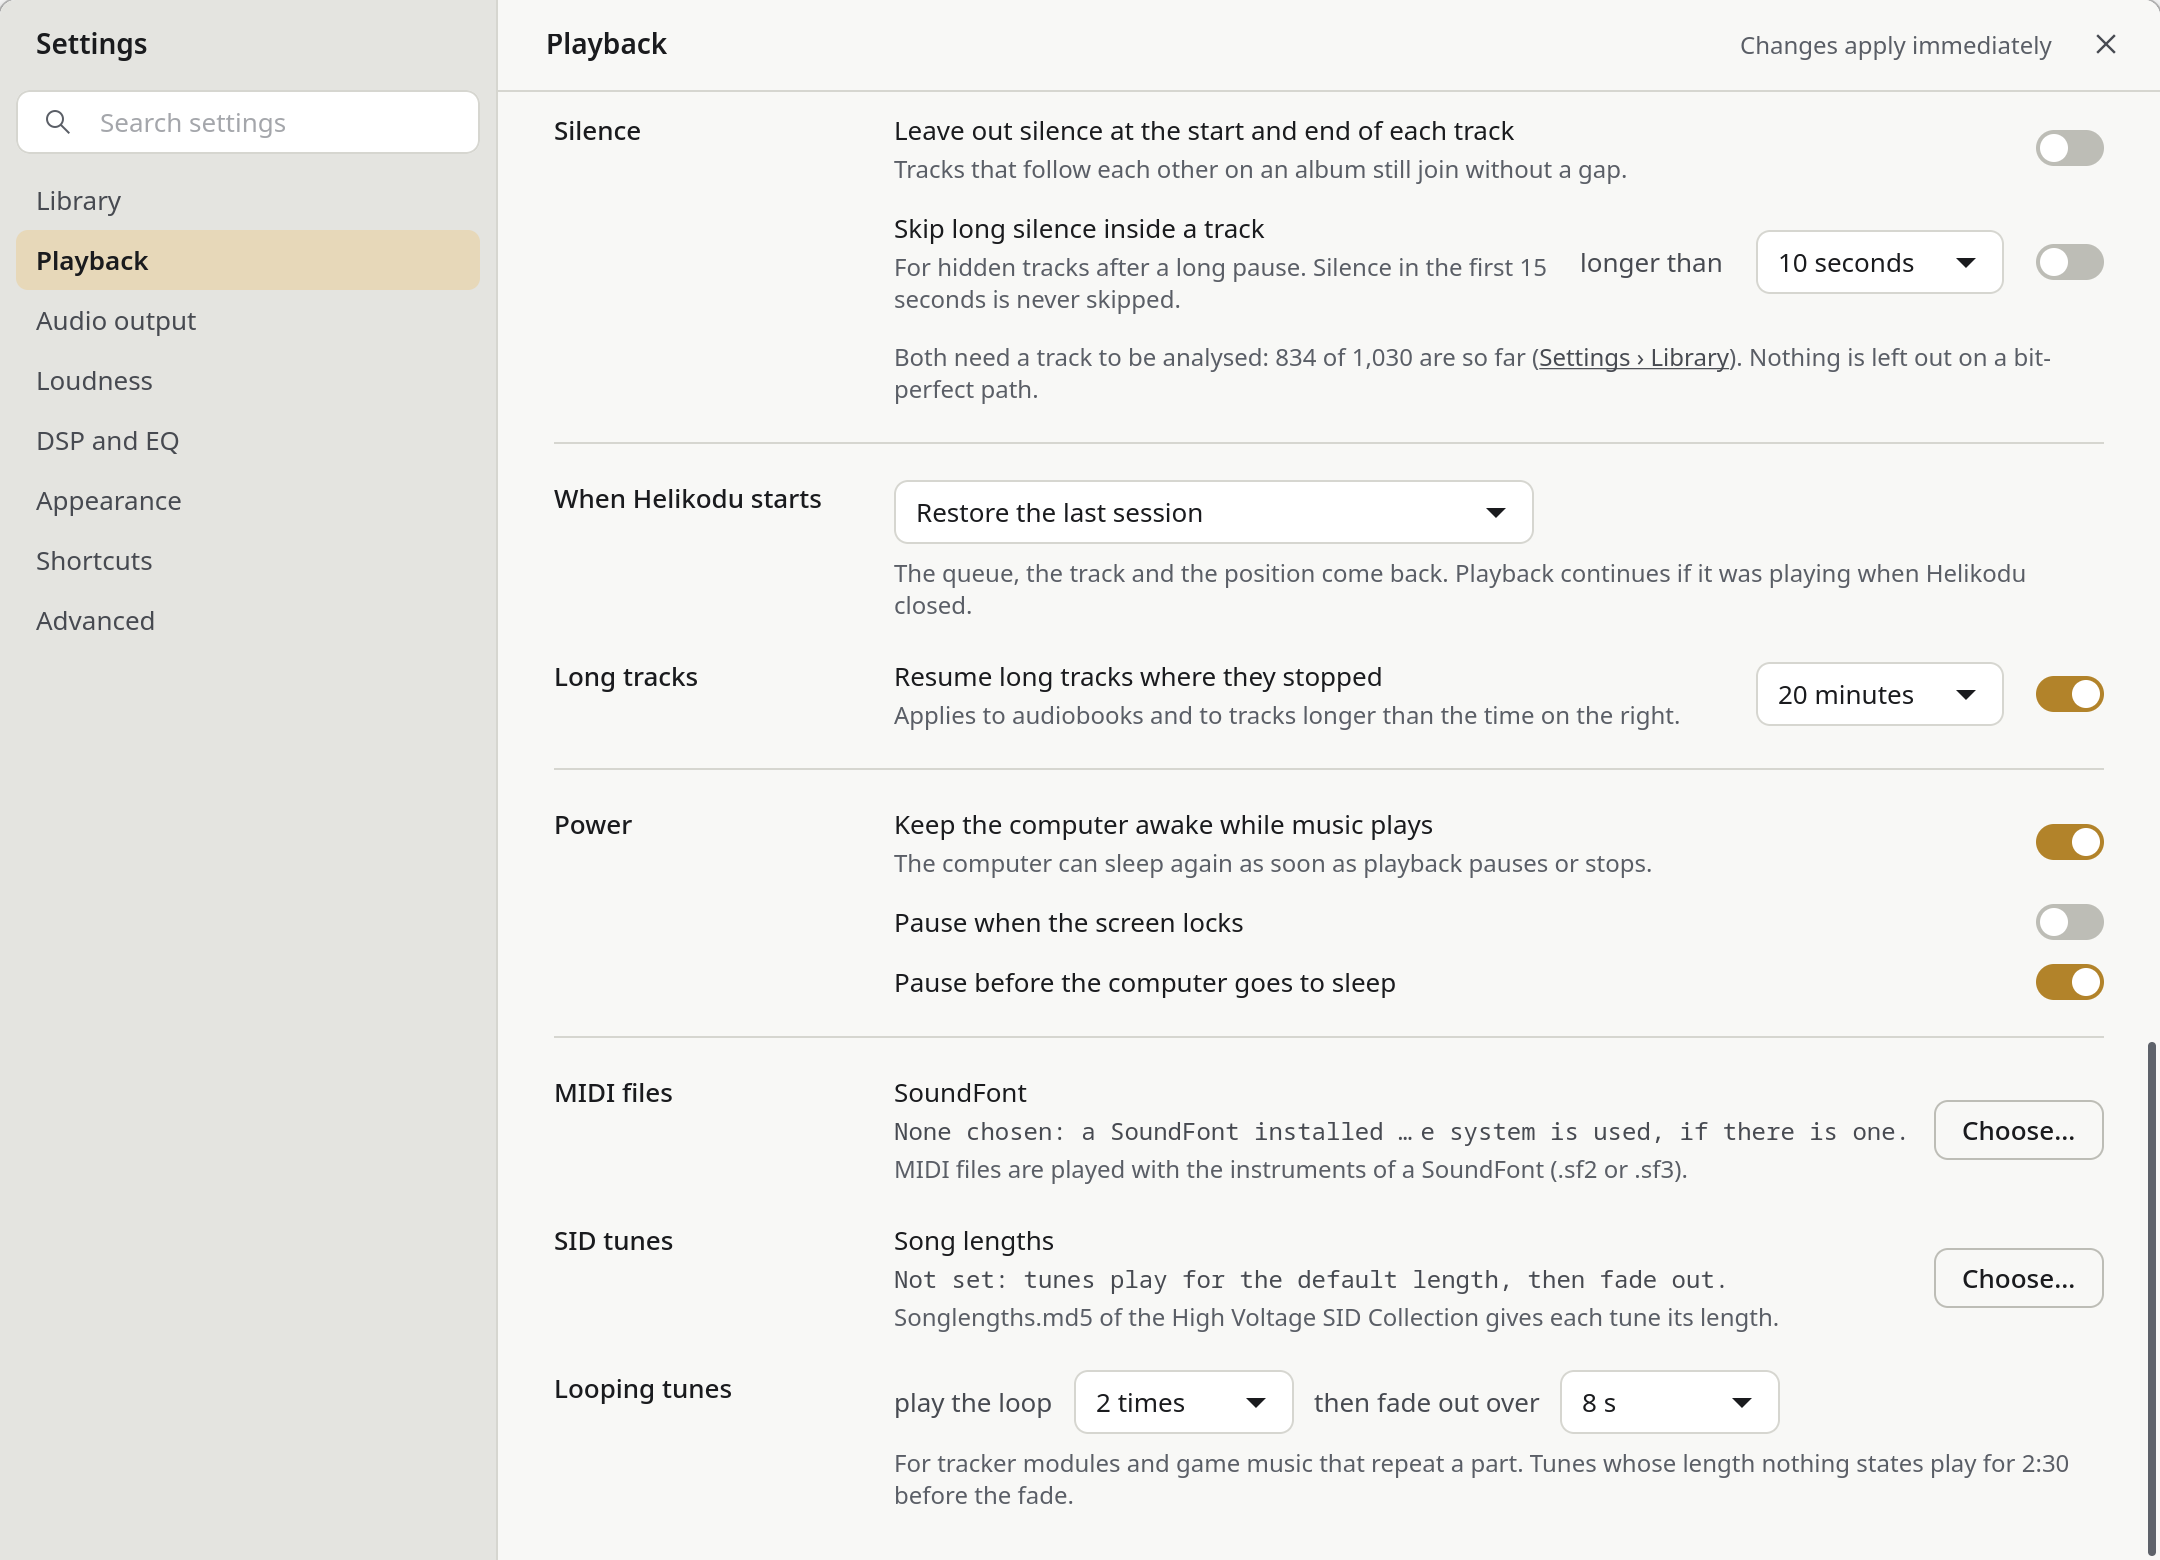 Settings
Search settings
Library
Playback
Audio output
Loudness
DSP and EQ
Appearance
Shortcuts
Advanced
Playback
Changes apply immediately
Silence
Leave out silence at the start and end of each track
Tracks that follow each other on an album still join without a gap.
Skip long silence inside a track
For hidden tracks after a long pause. Silence in the first 15
seconds is never skipped.
longer than
10 seconds
Both need a track to be analysed: 834 of 1,030 are so far (Settings › Library). Nothing is left out on a bit-
perfect path.
When Helikodu starts
Restore the last session
The queue, the track and the position come back. Playback continues if it was playing when Helikodu
closed.
Long tracks
Resume long tracks where they stopped
Applies to audiobooks and to tracks longer than the time on the right.
20 minutes
Power
Keep the computer awake while music plays
The computer can sleep again as soon as playback pauses or stops.
Pause when the screen locks
Pause before the computer goes to sleep
MIDI files
SoundFont
None chosen: a SoundFont installed … e system is used, if there is one.
MIDI files are played with the instruments of a SoundFont (.sf2 or .sf3).
Choose...
SID tunes
Song lengths
Not set: tunes play for the default length, then fade out.
Songlengths.md5 of the High Voltage SID Collection gives each tune its length.
Choose...
Looping tunes
play the loop 2 times then fade out over 8 s
For tracker modules and game music that repeat a part. Tunes whose length nothing states play for 2:30
before the fade.